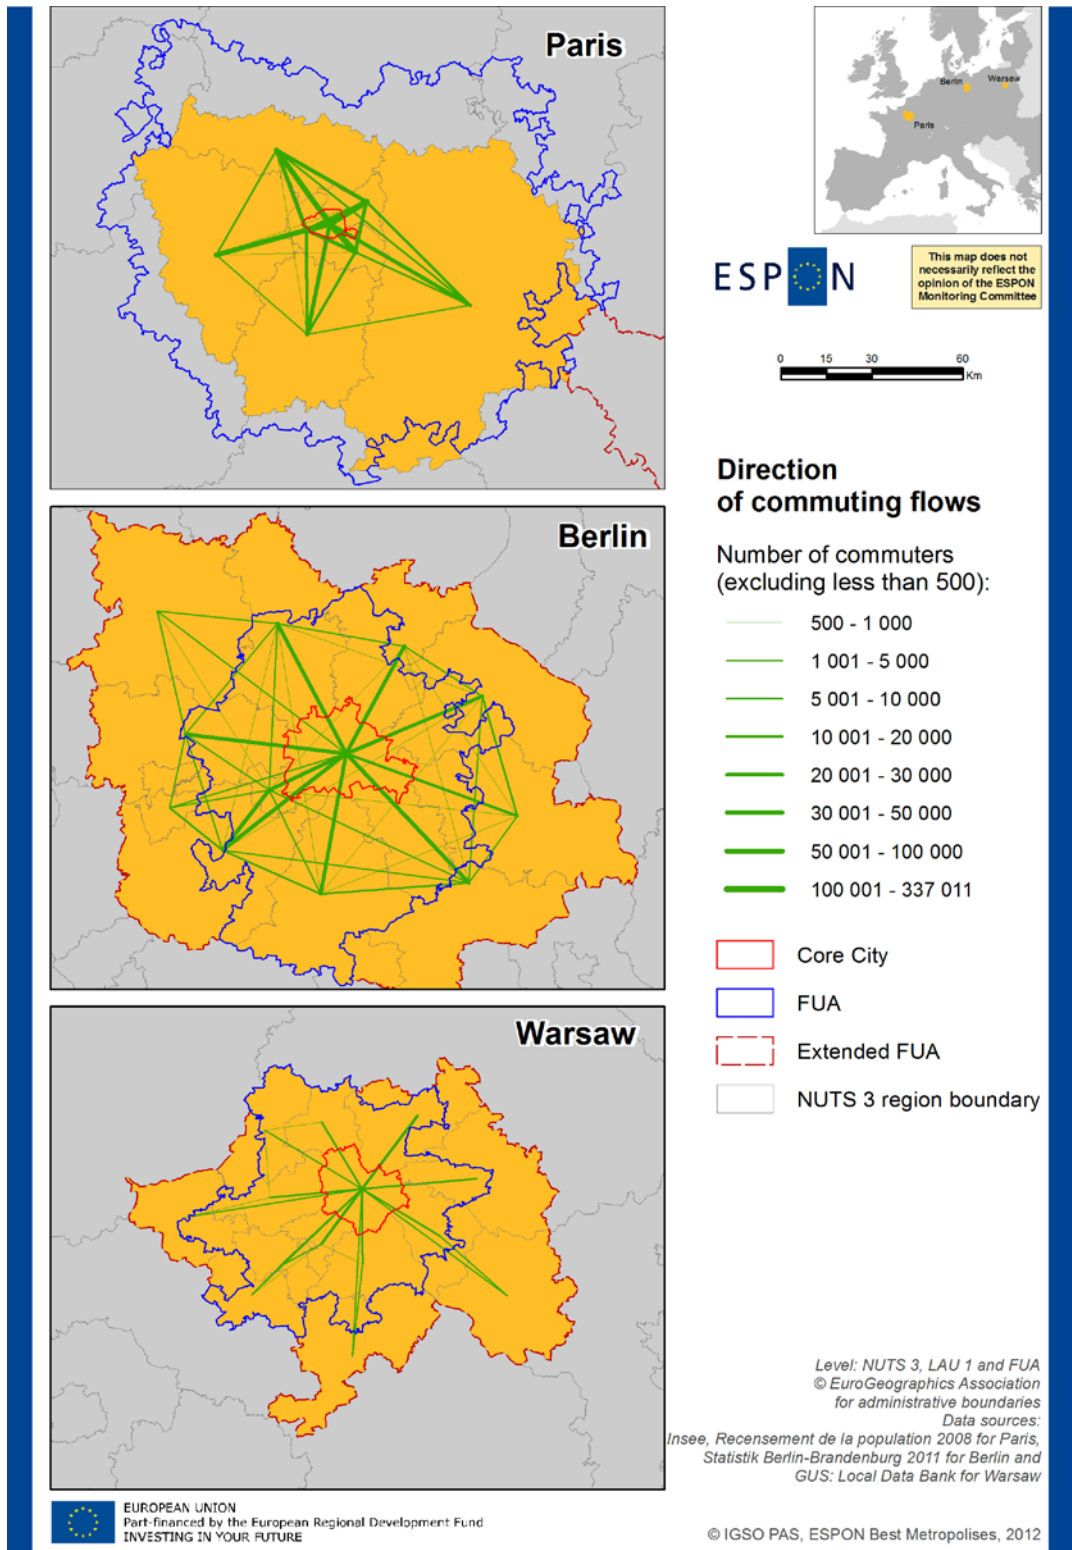 Paris
Berlin
Warsaw
Paris
ESPON
This map does not
necessarily reflect the
opinion of the ESPON
Monitoring Committee
0 15 30 60
Km
Direction
of commuting flows
Number of commuters
(excluding less than 500):
500 - 1 000
1 001 - 5 000
5 001 - 10 000
10 001 - 20 000
20 001 - 30 000
30 001 - 50 000
50 001 - 100 000
100 001 - 337 011
Core City
FUA
Extended FUA
NUTS 3 region boundary
Berlin
Warsaw
Level: NUTS 3, LAU 1 and FUA
© EuroGeographics Association
for administrative boundaries
Data sources:
Insee, Recensement de la population 2008 for Paris,
Statistik Berlin-Brandenburg 2011 for Berlin and
GUS: Local Data Bank for Warsaw
EUROPEAN UNION
Part-financed by the European Regional Development Fund
INVESTING IN YOUR FUTURE
© IGSO PAS, ESPON Best Metropolises, 2012